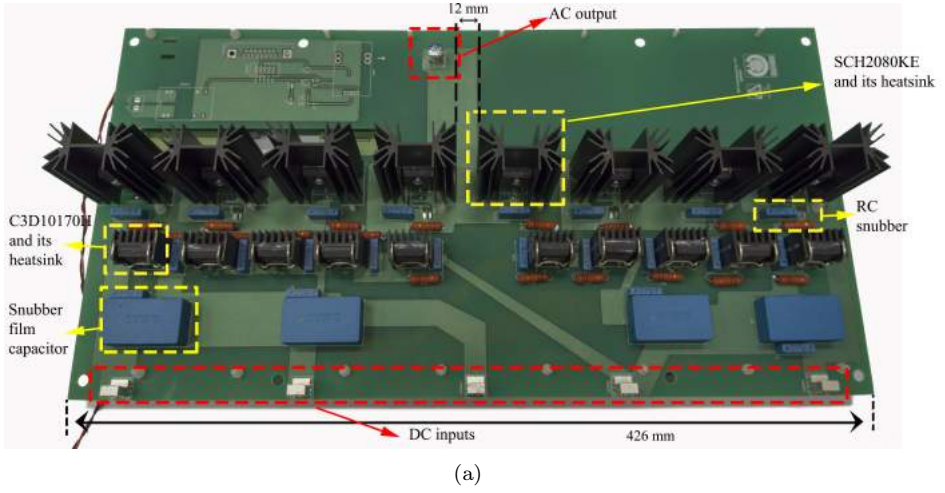 12 mm
AC output
SCH2080KE
and its heatsink
C3D10170H
and its
heatsink
RC
snubber
Snubber
film
capacitor
DC inputs
426 mm
(a)